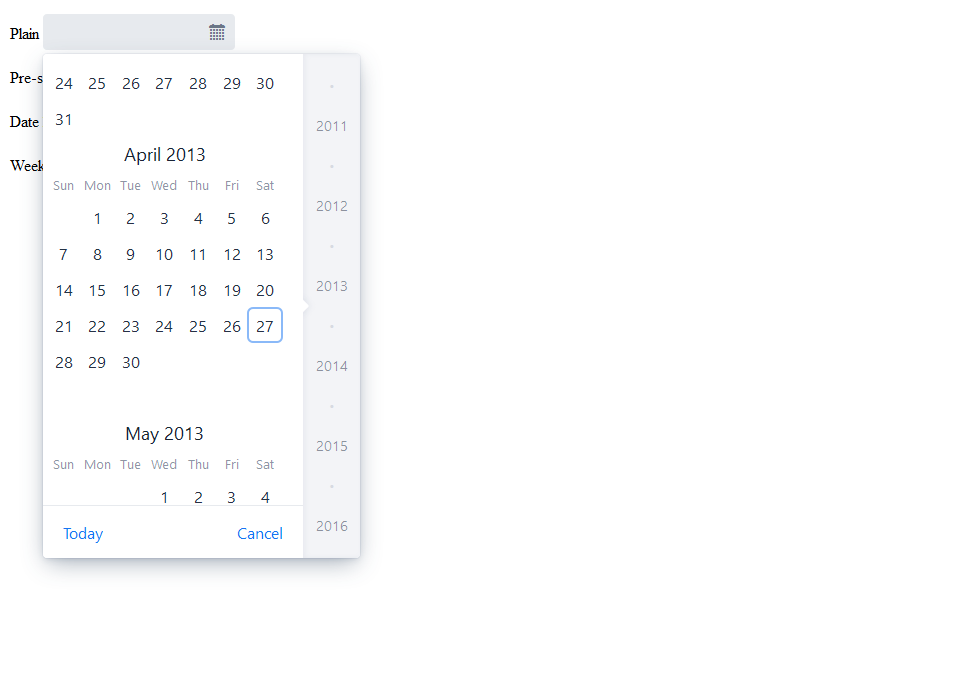 Plain
24 25 26 27 28 29 30
31
April 2013
Sun Mon Tue Wed Thu Fri Sat
1 2 3 4 5 6
7 8 9 10 11 12 13
14 15 16 17 18 19 20
21 22 23 24 25 26 27
28 29 30
May 2013
Sun Mon Tue Wed Thu Fri Sat
1 2 3 4
Today Cancel
2011
2012
2013
2014
2015
2016
Pre-s
Date
Week